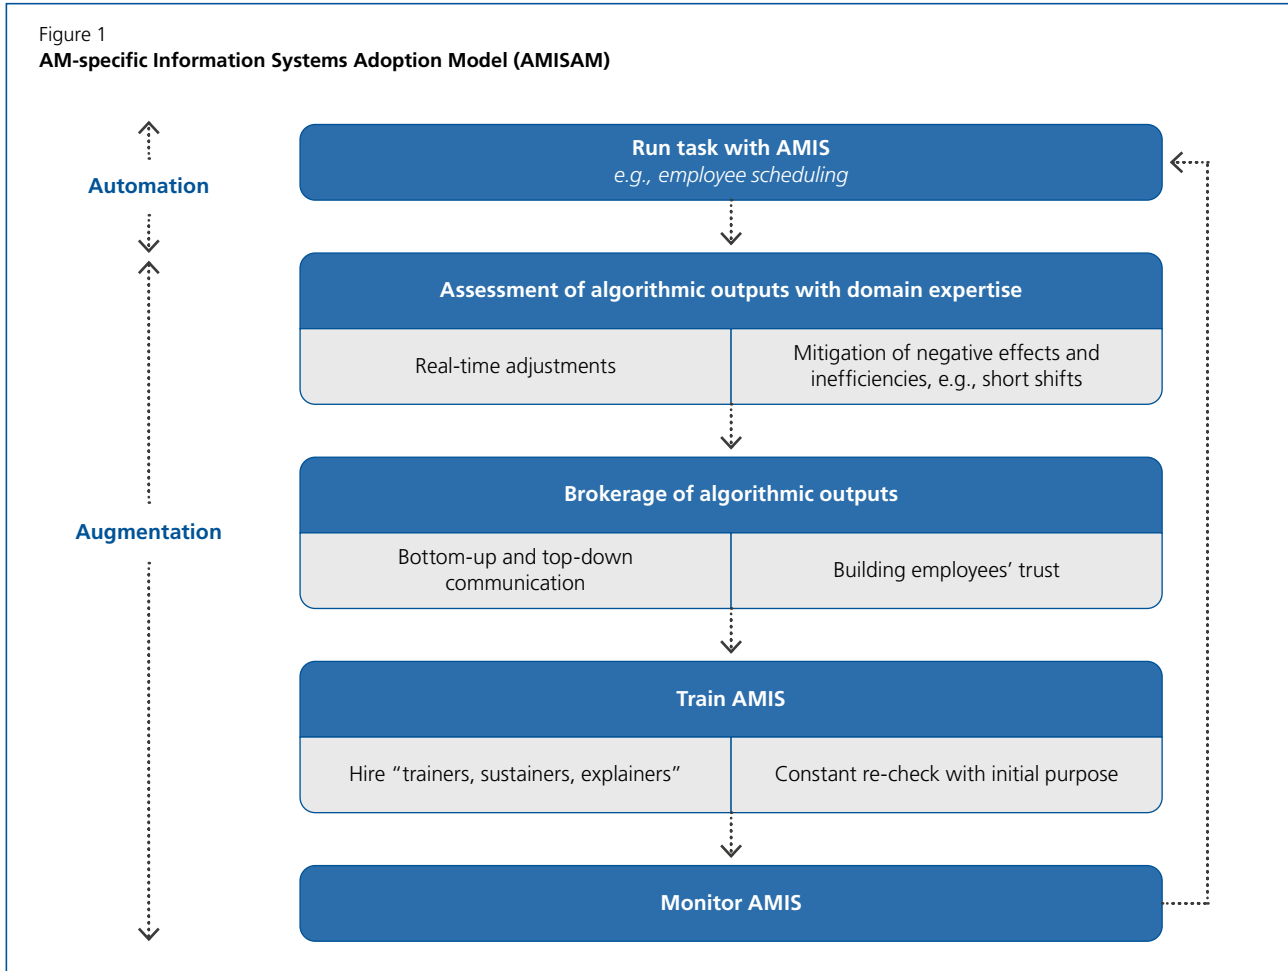 Figure 1
AM-specific Information Systems Adoption Model (AMISAM)
Automation
Run task with AMIS
e.g., employee scheduling
Assessment of algorithmic outputs with domain expertise
Real-time adjustments
Mitigation of negative effects and
inefficiencies, e.g., short shifts
Augmentation
Brokerage of algorithmic outputs
Bottom-up and top-down
communication
Building employees’ trust
Train AMIS
Hire “trainers, sustainers, explainers”
Constant re-check with initial purpose
Monitor AMIS